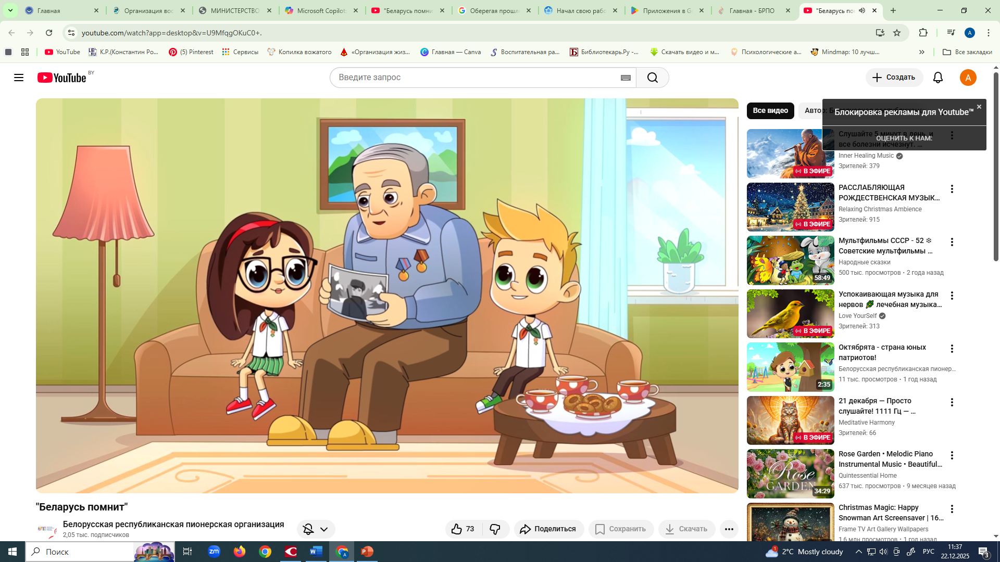 Главная
Организация вос
МИНИСТЕРСТВО
Microsoft Copilot:
"Беларусь помни
Оберегая прошл
Начал свою рабо
Приложения в G
Главная - БРПО
"Беларусь по
youtube.com/watch?app=desktop&v=U9MfqgOKuC0+.
A
YouTube
К.Р.(Константин Ро...
(5) Pinterest
Сервисы
Копилка вожатого
«Организация жиз...
Главная — Canva
Воспитательная ра...
Библиотекарь.Ру -...
Скачать видео и м...
Психологические а...
Mindmap: 10 лучш...
Все закладки
YouTube
BY
Введите запрос
Создать
A
Все видео
Блокировка рекламы для Youtube™
ОЦЕНИТЬ К НАМ:
Слушайте 5 минут в день, и
все болезни исчезнут. ...
Inner Healing Music
Зрителей: 379
В ЭФИРЕ
РАССЛАБЛЯЮЩАЯ
РОЖДЕСТВЕНСКАЯ МУЗЫК...
Relaxing Christmas Ambience
Зрителей: 915
В ЭФИРЕ
Мультфильмы СССР - 52 ❄
Советские мультфильмы ...
Народные сказки
500 тыс. просмотров • 2 года назад
58:49
Успокаивающая музыка для
нервов 🌿 лечебная музыка...
Love YourSelf
Зрителей: 313
В ЭФИРЕ
Октябрята - страна юных
патриотов!
Белорусская республиканская пионер...
11 тыс. просмотров • 1 год назад
2:35
21 декабря — Просто
слушайте! 1111 Гц — ...
Meditative Harmony
Зрителей: 66
В ЭФИРЕ
Rose Garden • Melodic Piano
Instrumental Music • Beautiful...
Quintessential Home
637 тыс. просмотров • 9 месяцев назад
Rose
GARDEN
34:29
Christmas Magic: Happy
Snowman Art Screensaver | 16...
Frame TV Art Gallery Wallpapers
1,6 млн просмотров • 1 год назад
"Беларусь помнит"
Белорусская республиканская пионерская организация
2,05 тыс. подписчиков
73
Поделиться
Сохранить
Скачать
Поиск
zm
1
2°C Mostly cloudy
РУС
11:37
22.12.2025
3